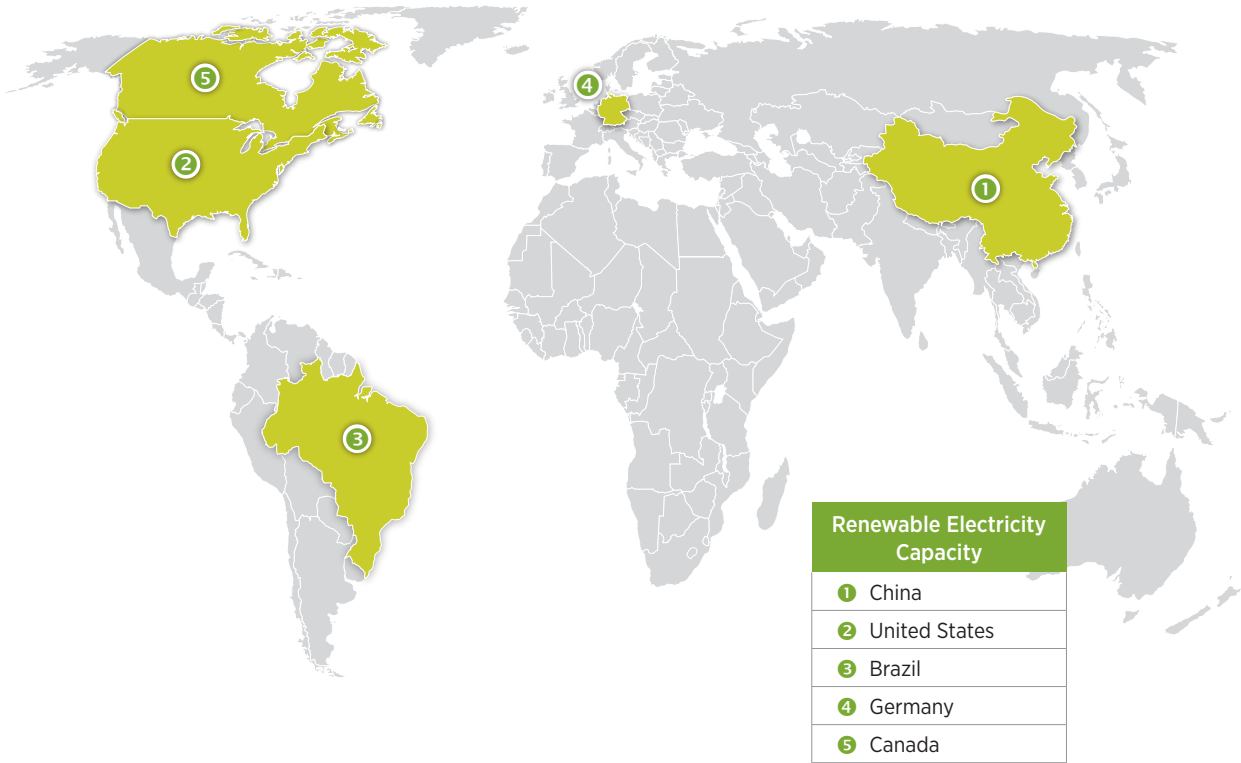 5
4
2
1
3
Renewable Electricity
Capacity
1 China
2 United States
3 Brazil
4 Germany
5 Canada